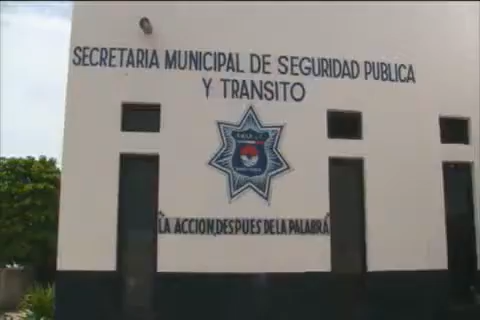 SECRETARIA MUNICIPAL DE SEGURIDAD PUBLICA
Y TRANSITO
"LA ACCION, DESPUES DE LA PALABRA"